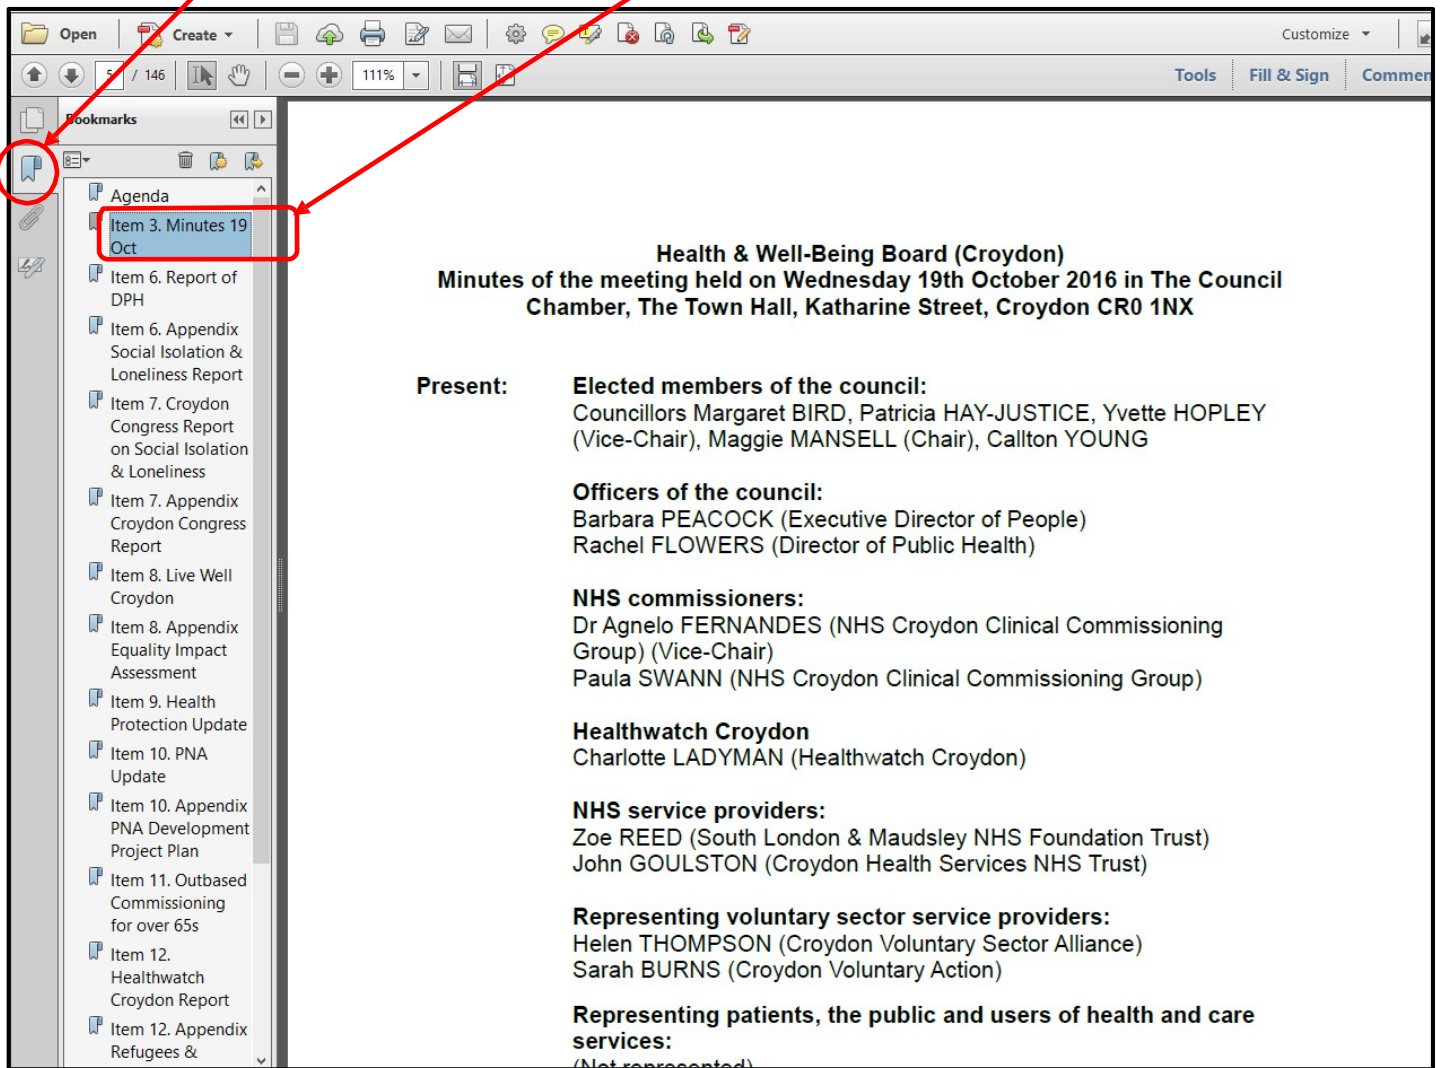 Open
Create
Customize
5 / 146
111%
Tools
Fill & Sign
Commen
Bookmarks
Agenda
Item 3. Minutes 19
Oct
Item 6. Report of
DPH
Item 6. Appendix
Social Isolation &
Loneliness Report
Item 7. Croydon
Congress Report
on Social Isolation
& Loneliness
Item 7. Appendix
Croydon Congress
Report
Item 8. Live Well
Croydon
Item 8. Appendix
Equality Impact
Assessment
Item 9. Health
Protection Update
Item 10. PNA
Update
Item 10. Appendix
PNA Development
Project Plan
Item 11. Outbased
Commissioning
for over 65s
Item 12.
Healthwatch
Croydon Report
Item 12. Appendix
Refugees &
Health & Well-Being Board (Croydon)
Minutes of the meeting held on Wednesday 19th October 2016 in The Council
Chamber, The Town Hall, Katharine Street, Croydon CR0 1NX
Present:
Elected members of the council:
Councillors Margaret BIRD, Patricia HAY-JUSTICE, Yvette HOPLEY
(Vice-Chair), Maggie MANSELL (Chair), Callton YOUNG
Officers of the council:
Barbara PEACOCK (Executive Director of People)
Rachel FLOWERS (Director of Public Health)
NHS commissioners:
Dr Agnelo FERNANDES (NHS Croydon Clinical Commissioning
Group) (Vice-Chair)
Paula SWANN (NHS Croydon Clinical Commissioning Group)
Healthwatch Croydon
Charlotte LADYMAN (Healthwatch Croydon)
NHS service providers:
Zoe REED (South London & Maudsley NHS Foundation Trust)
John GOULSTON (Croydon Health Services NHS Trust)
Representing voluntary sector service providers:
Helen THOMPSON (Croydon Voluntary Sector Alliance)
Sarah BURNS (Croydon Voluntary Action)
Representing patients, the public and users of health and care
services:
(Not represented)